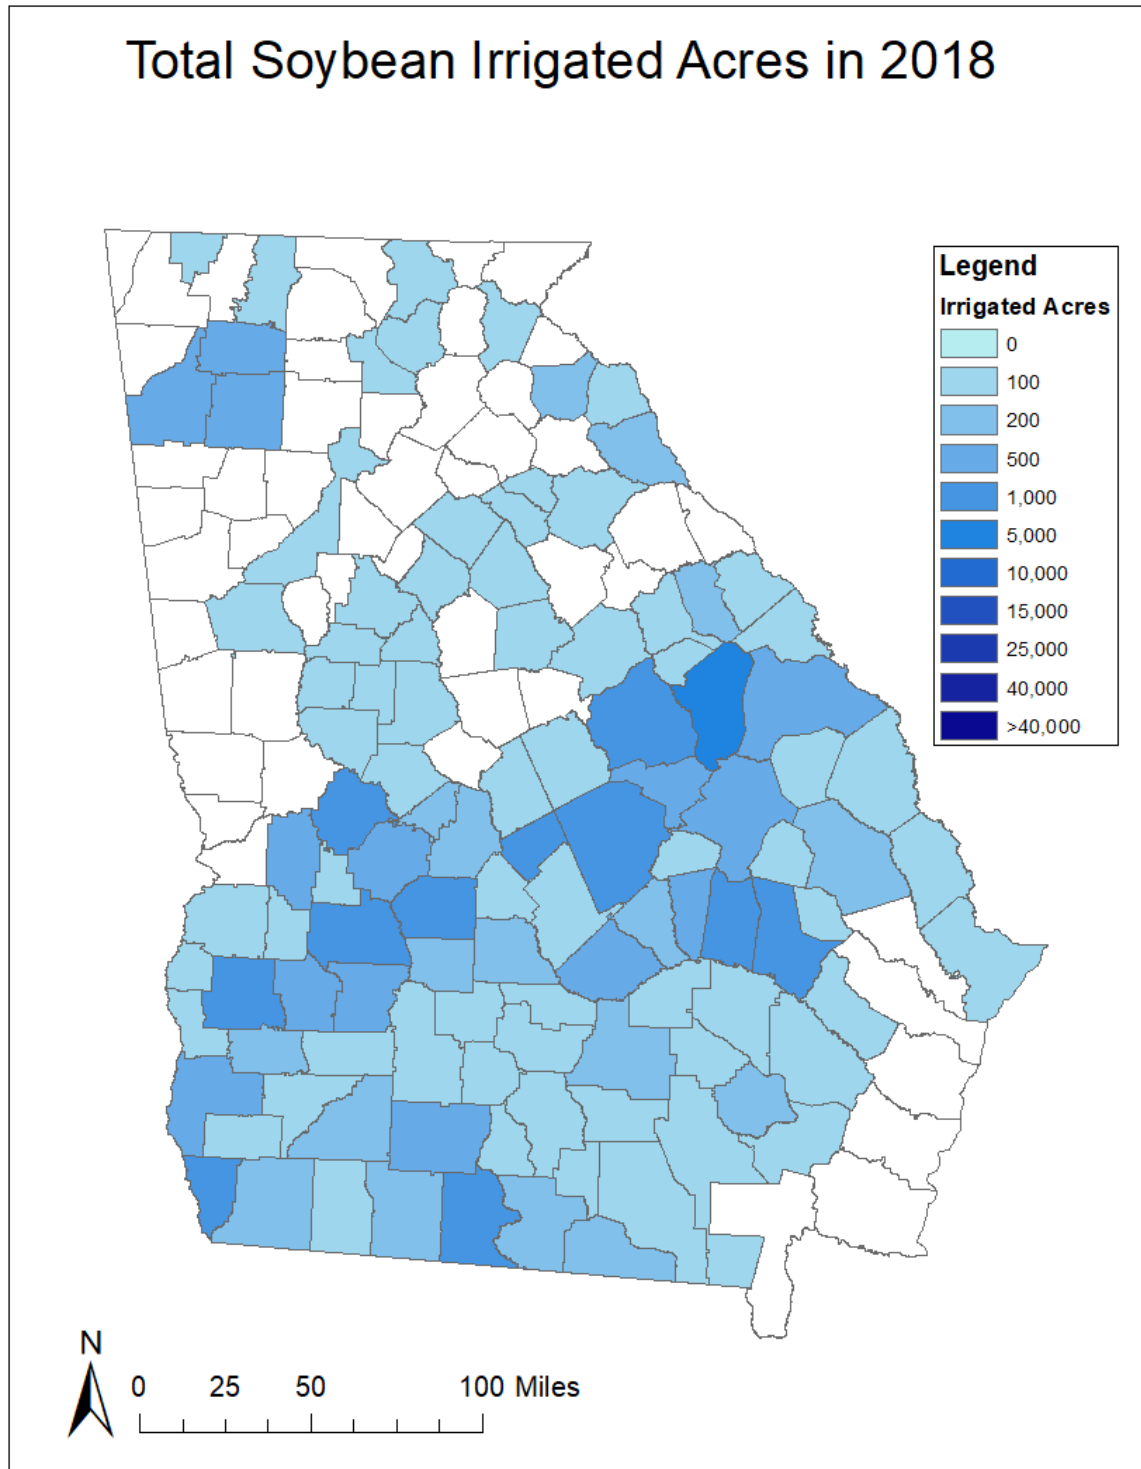 Total Soybean Irrigated Acres in 2018
Legend
Irrigated Acres
0
100
200
500
1,000
5,000
10,000
15,000
25,000
40,000
>40,000
N
0 25 50 100 Miles